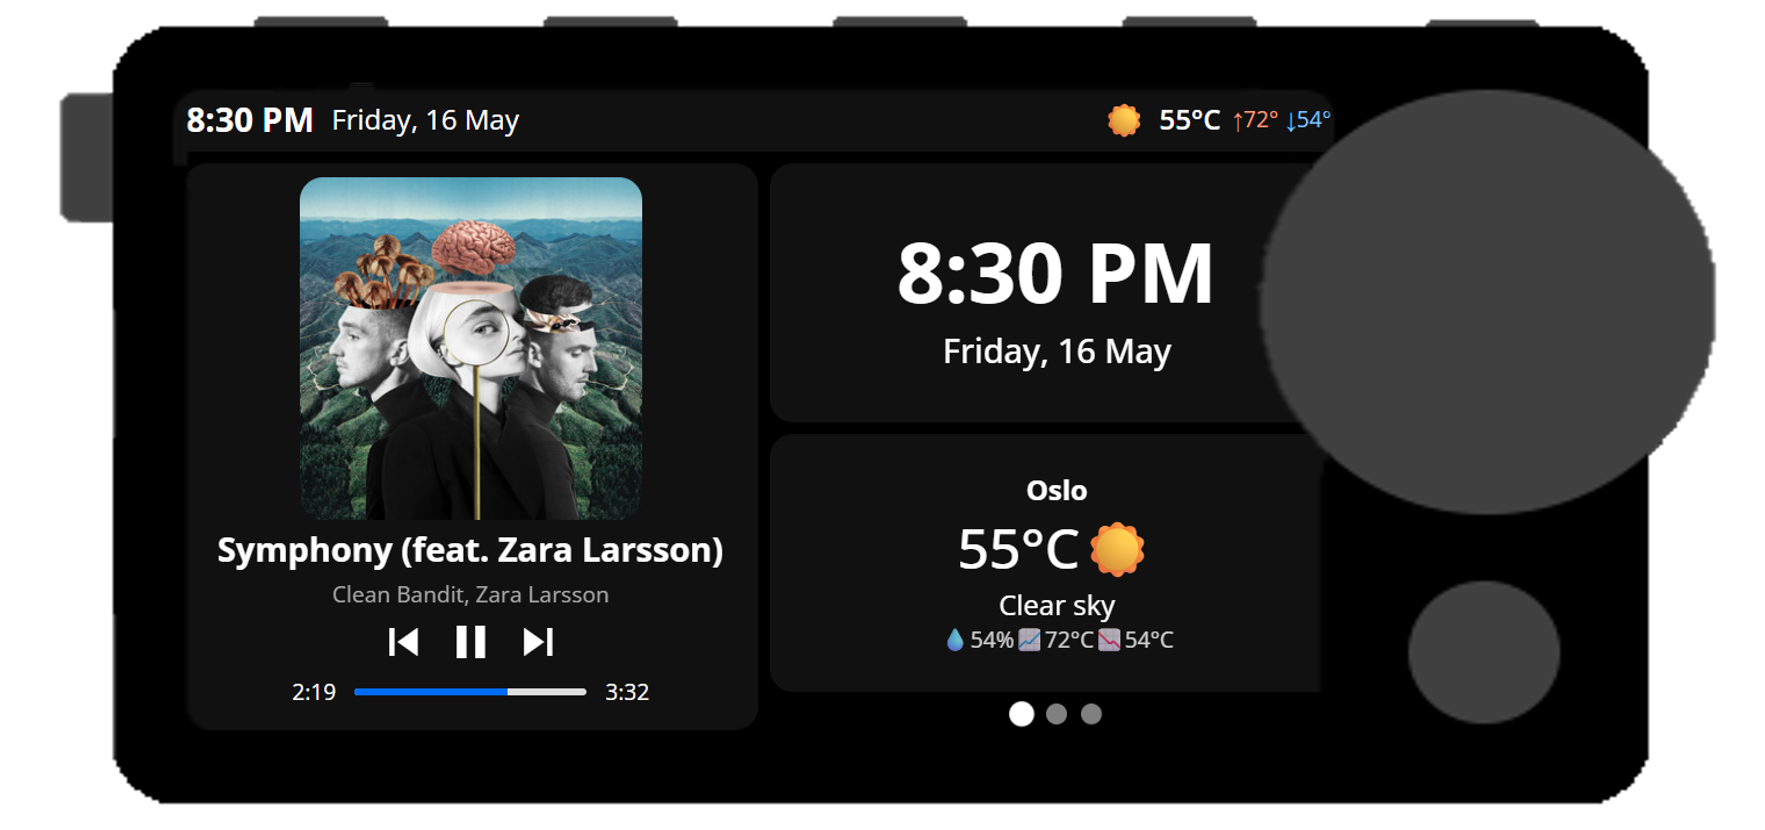 8:30 PM Friday, 16 May
55°C ↑72° ↓54°
Symphony (feat. Zara Larsson)
Clean Bandit, Zara Larsson
2:19 3:32
8:30 PM
Friday, 16 May
Oslo
55°C
Clear sky
54% 72°C 54°C